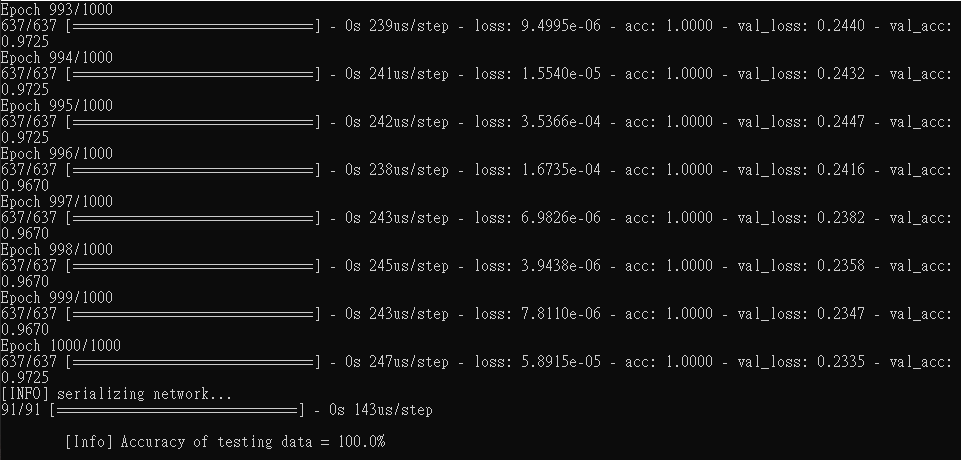 Epoch 993/1000
637/637 [==============================] - 0s 239us/step - loss: 9.4995e-06 - acc: 1.0000 - val_loss: 0.2440 - val_acc:
0.9725
Epoch 994/1000
637/637 [==============================] - 0s 241us/step - loss: 1.5540e-05 - acc: 1.0000 - val_loss: 0.2432 - val_acc:
0.9725
Epoch 995/1000
637/637 [==============================] - 0s 242us/step - loss: 3.5366e-04 - acc: 1.0000 - val_loss: 0.2447 - val_acc:
0.9725
Epoch 996/1000
637/637 [==============================] - 0s 238us/step - loss: 1.6735e-04 - acc: 1.0000 - val_loss: 0.2416 - val_acc:
0.9670
Epoch 997/1000
637/637 [==============================] - 0s 243us/step - loss: 6.9826e-06 - acc: 1.0000 - val_loss: 0.2382 - val_acc:
0.9670
Epoch 998/1000
637/637 [==============================] - 0s 245us/step - loss: 3.9438e-06 - acc: 1.0000 - val_loss: 0.2358 - val_acc:
0.9670
Epoch 999/1000
637/637 [==============================] - 0s 243us/step - loss: 7.8110e-06 - acc: 1.0000 - val_loss: 0.2347 - val_acc:
0.9670
Epoch 1000/1000
637/637 [==============================] - 0s 247us/step - loss: 5.8915e-05 - acc: 1.0000 - val_loss: 0.2335 - val_acc:
0.9725
[INFO] serializing network...
91/91 [==============================] - 0s 143us/step
[Info] Accuracy of testing data = 100.0%